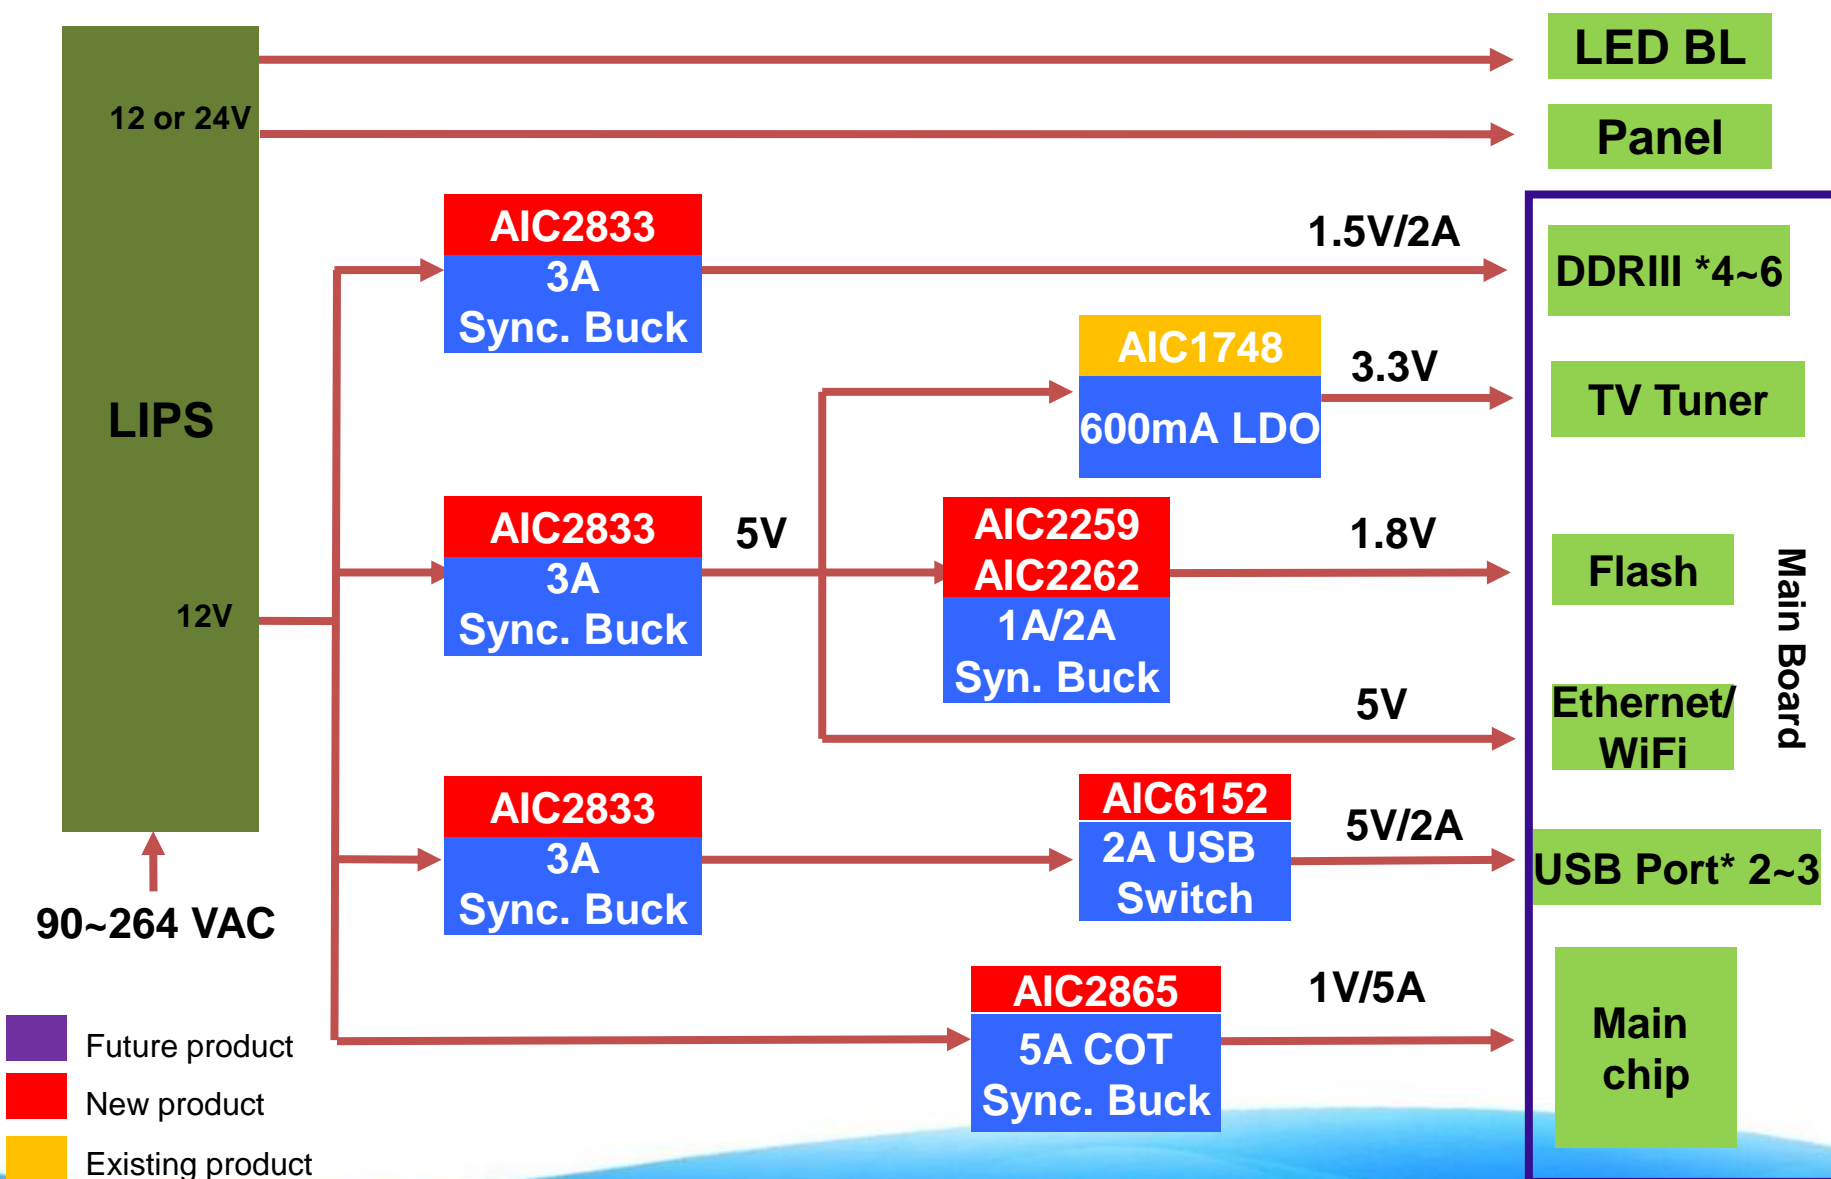 LED BL
12 or 24V
Panel
AIC2833
3A
Sync. Buck
1.5V/2A
DDRIII *4~6
AIC1748
600mA LDO
3.3V
TV Tuner
LIPS
AIC2833
3A
Sync. Buck
5V
AIC2259
AIC2262
1A/2A
Syn. Buck
1.8V
Flash
Main Board
12V
5V
Ethernet/
WiFi
AIC2833
3A
Sync. Buck
AIC6152
2A USB
Switch
5V/2A
USB Port* 2~3
90~264 VAC
AIC2865
5A COT
Sync. Buck
1V/5A
Main
chip
Future product
New product
Existing product